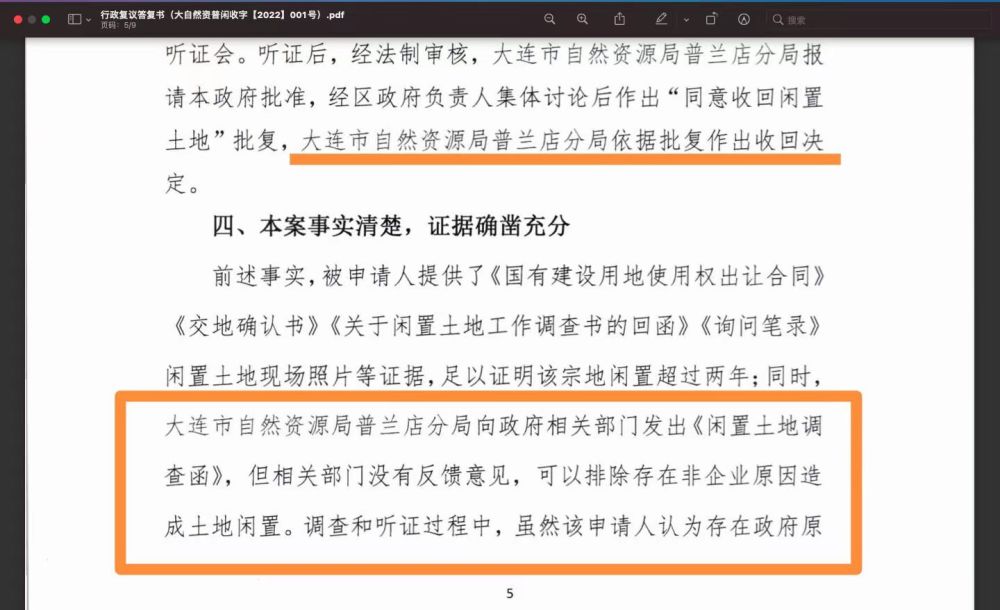 行政复议答复书（大自然资普闲收字【2022】001号）.pdf
页码：5/9
搜索
听证会。听证后，经法制审核，大连市自然资源局普兰店分局报
请本政府批准，经区政府负责人集体讨论后作出“同意收回闲置
土地”批复，大连市自然资源局普兰店分局依据批复作出收回决
定。
四、本案事实清楚，证据确凿充分
前述事实，被申请人提供了《国有建设用地使用权出让合同》
《交地确认书》《关于闲置土地工作调查书的回函》《询问笔录》
闲置土地现场照片等证据，足以证明该宗地闲置超过两年；同时，
大连市自然资源局普兰店分局向政府相关部门发出《闲置土地调
查函》，但相关部门没有反馈意见，可以排除存在非企业原因造
成土地闲置。调查和听证过程中，虽然该申请人认为存在政府原
5